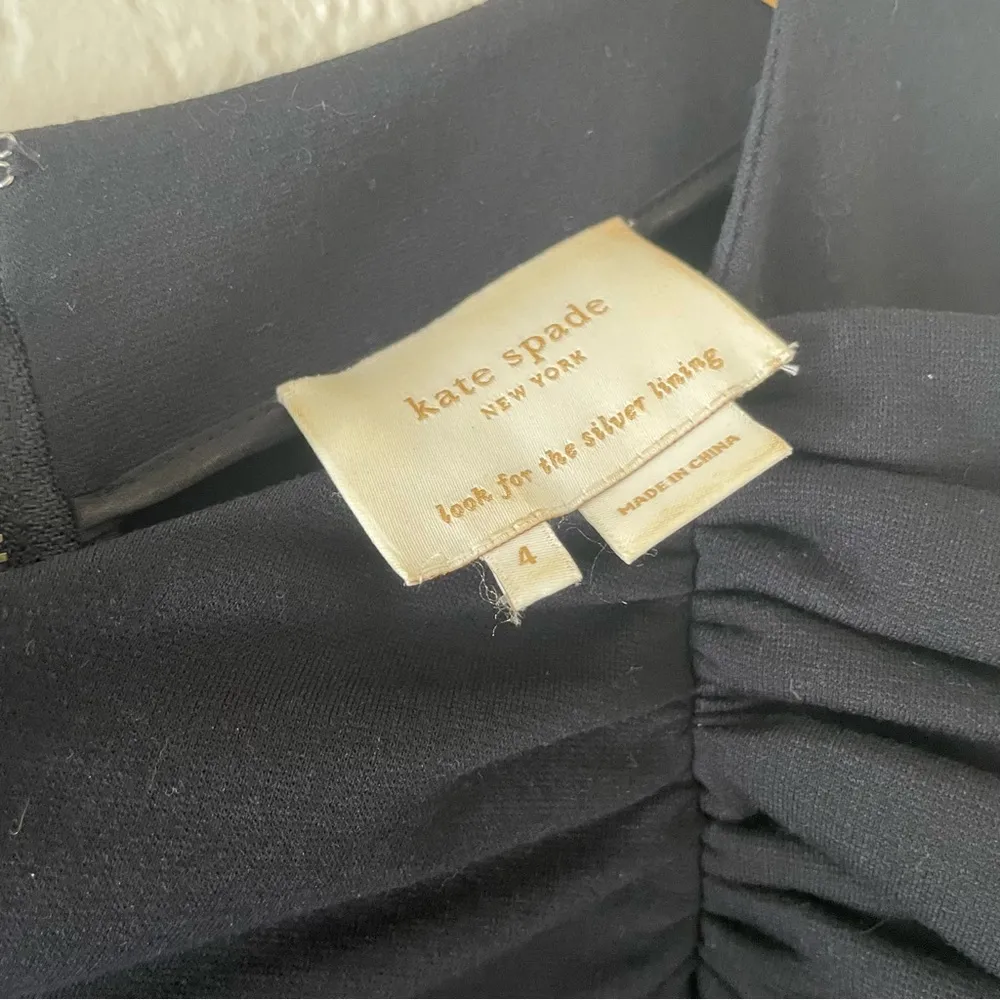 kate spade
NEW YORK
look for the silver lining
4
MADE IN CHINA